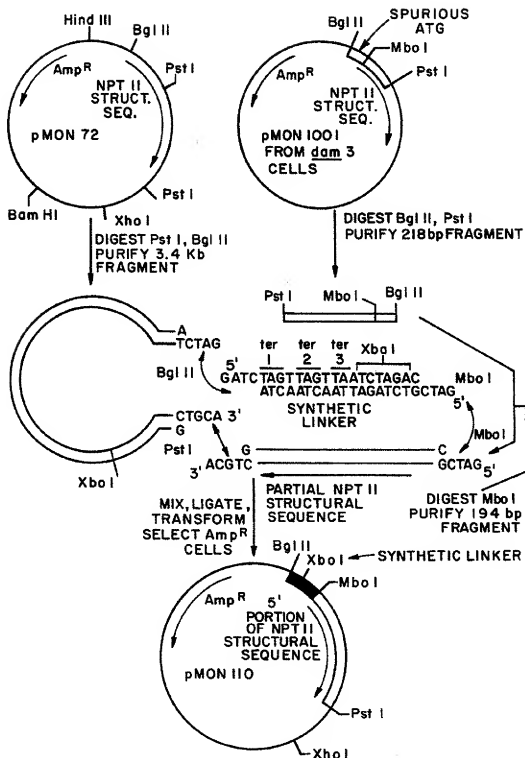 Hind III
Bgl II
Pst I
Amp R
NPT II
STRUCT.
SEQ.
pMON 72
Pst I
Bam HI
Xho I
DIGEST Pst I, Bgl II
PURIFY 3.4 Kb
FRAGMENT
SPURIOUS
ATG
Bgl II
Mbo I
Amp R
Pst I
NPT II
STRUCT.
SEQ.
pMON 1001
FROM dam 3
CELLS
DIGEST Bgl II, Pst I
PURIFY 218bp FRAGMENT
Pst I
Mbo I
Bgl II
A
TCTAG
Bgl II
ter
1
ter
2
ter
3
Xba I
5'
GATCTAGTTAGTTAATCTAGAC
Mbo I
ATCAATCAATTAGATCTGCTAG
5'
SYNTHETIC
LINKER
Mbo I
CTGCA 3'
G
Pst I
Xbo I
G
C
3' ACGTC
GCTAG 5'
PARTIAL NPT II
STRUCTURAL
SEQUENCE
DIGEST Mbo I
PURIFY 194 bp
FRAGMENT
MIX, LIGATE,
TRANSFORM
SELECT Amp R
CELLS
Bgl II
Xbo I
SYNTHETIC LINKER
Mbo I
Amp R
5'
PORTION
OF NPT II
STRUCTURAL
SEQUENCE
pMON 110
Pst I
Xho I